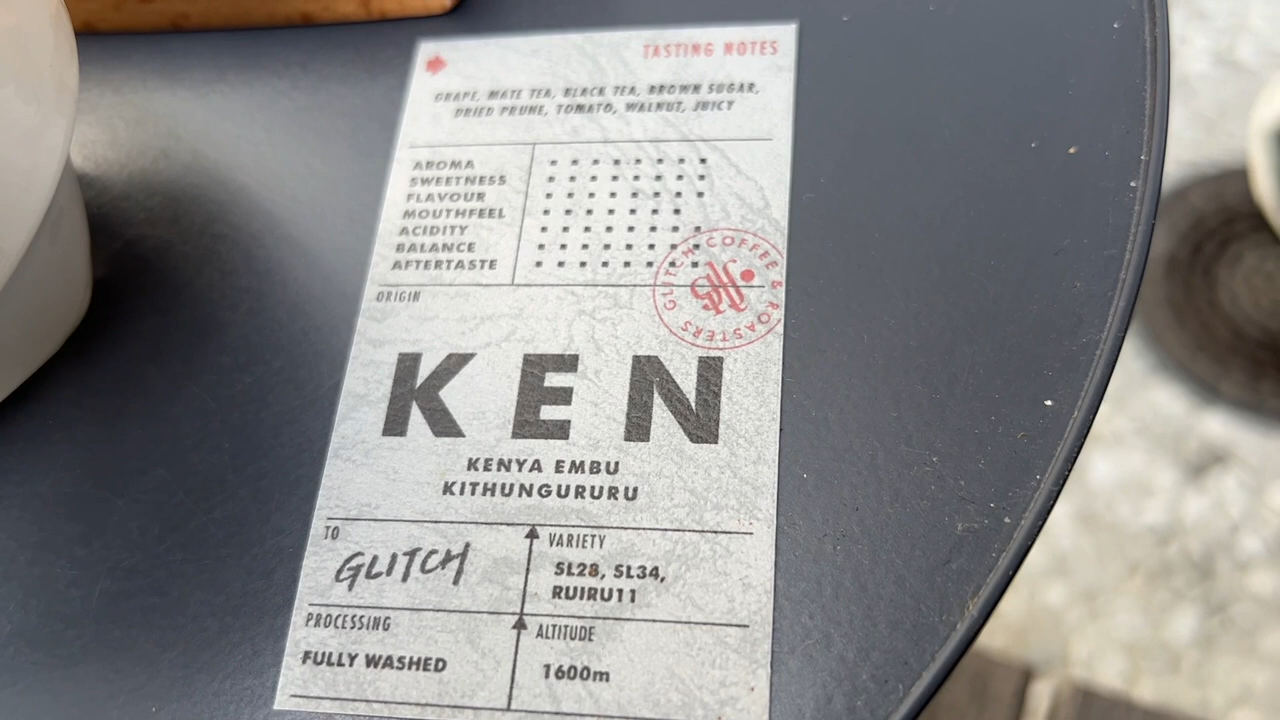 TASTING NOTES
GRAPE, MATE TEA, BLACK TEA, BROWN SUGAR,
DRIED PRUNE, TOMATO, WALNUT, JUICY
AROMA
SWEETNESS
FLAVOUR
MOUTHFEEL
ACIDITY
BALANCE
AFTERTASTE
GLITCH COFFEE & ROASTERS
ORIGIN
KEN
KENYA EMBU
KITHUNGURURU
TO
GLITCH
VARIETY
SL28, SL34,
RUIRU11
PROCESSING
FULLY WASHED
ALTITUDE
1600m